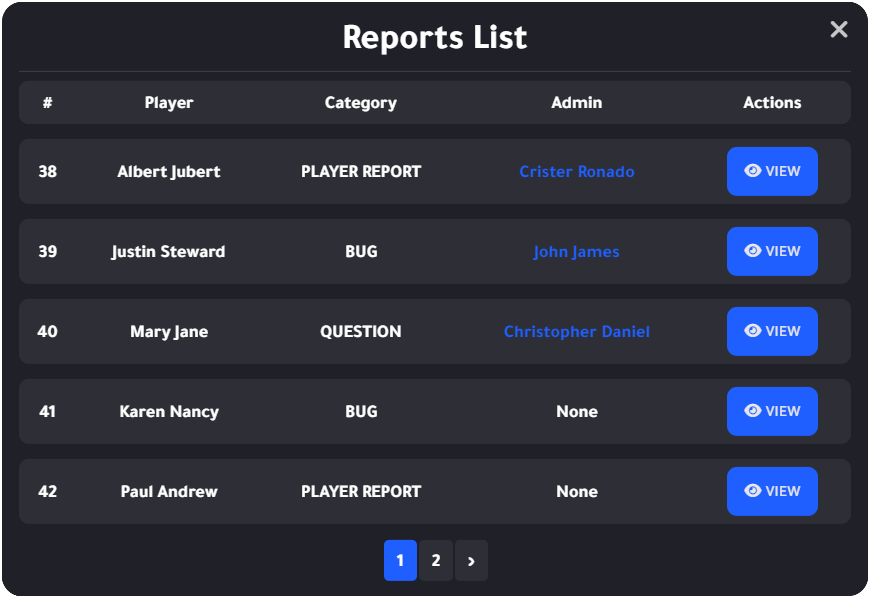 Reports List
# Player Category Admin Actions
38 Albert Jubert PLAYER REPORT Crister Ronado VIEW
39 Justin Steward BUG John James VIEW
40 Mary Jane QUESTION Christopher Daniel VIEW
41 Karen Nancy BUG None VIEW
42 Paul Andrew PLAYER REPORT None VIEW
1 2 ›